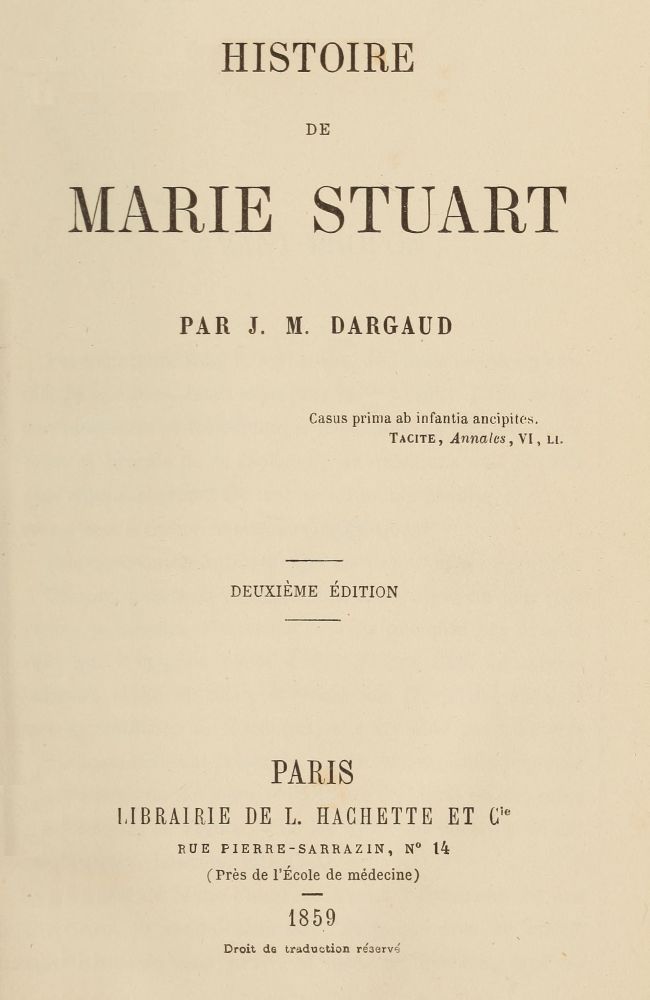 HISTOIRE
DE
MARIE STUART
PAR J. M. DARGAUD
Casus prima ab infantia ancipites.
TACITE, Annales, VI, LI.
DEUXIÈME ÉDITION
PARIS
LIBRAIRIE DE L. HACHETTE ET Cie
RUE PIERRE-SARRAZIN, No 14
(Près de l'École de médecine)
1859
Droit de traduction réservé